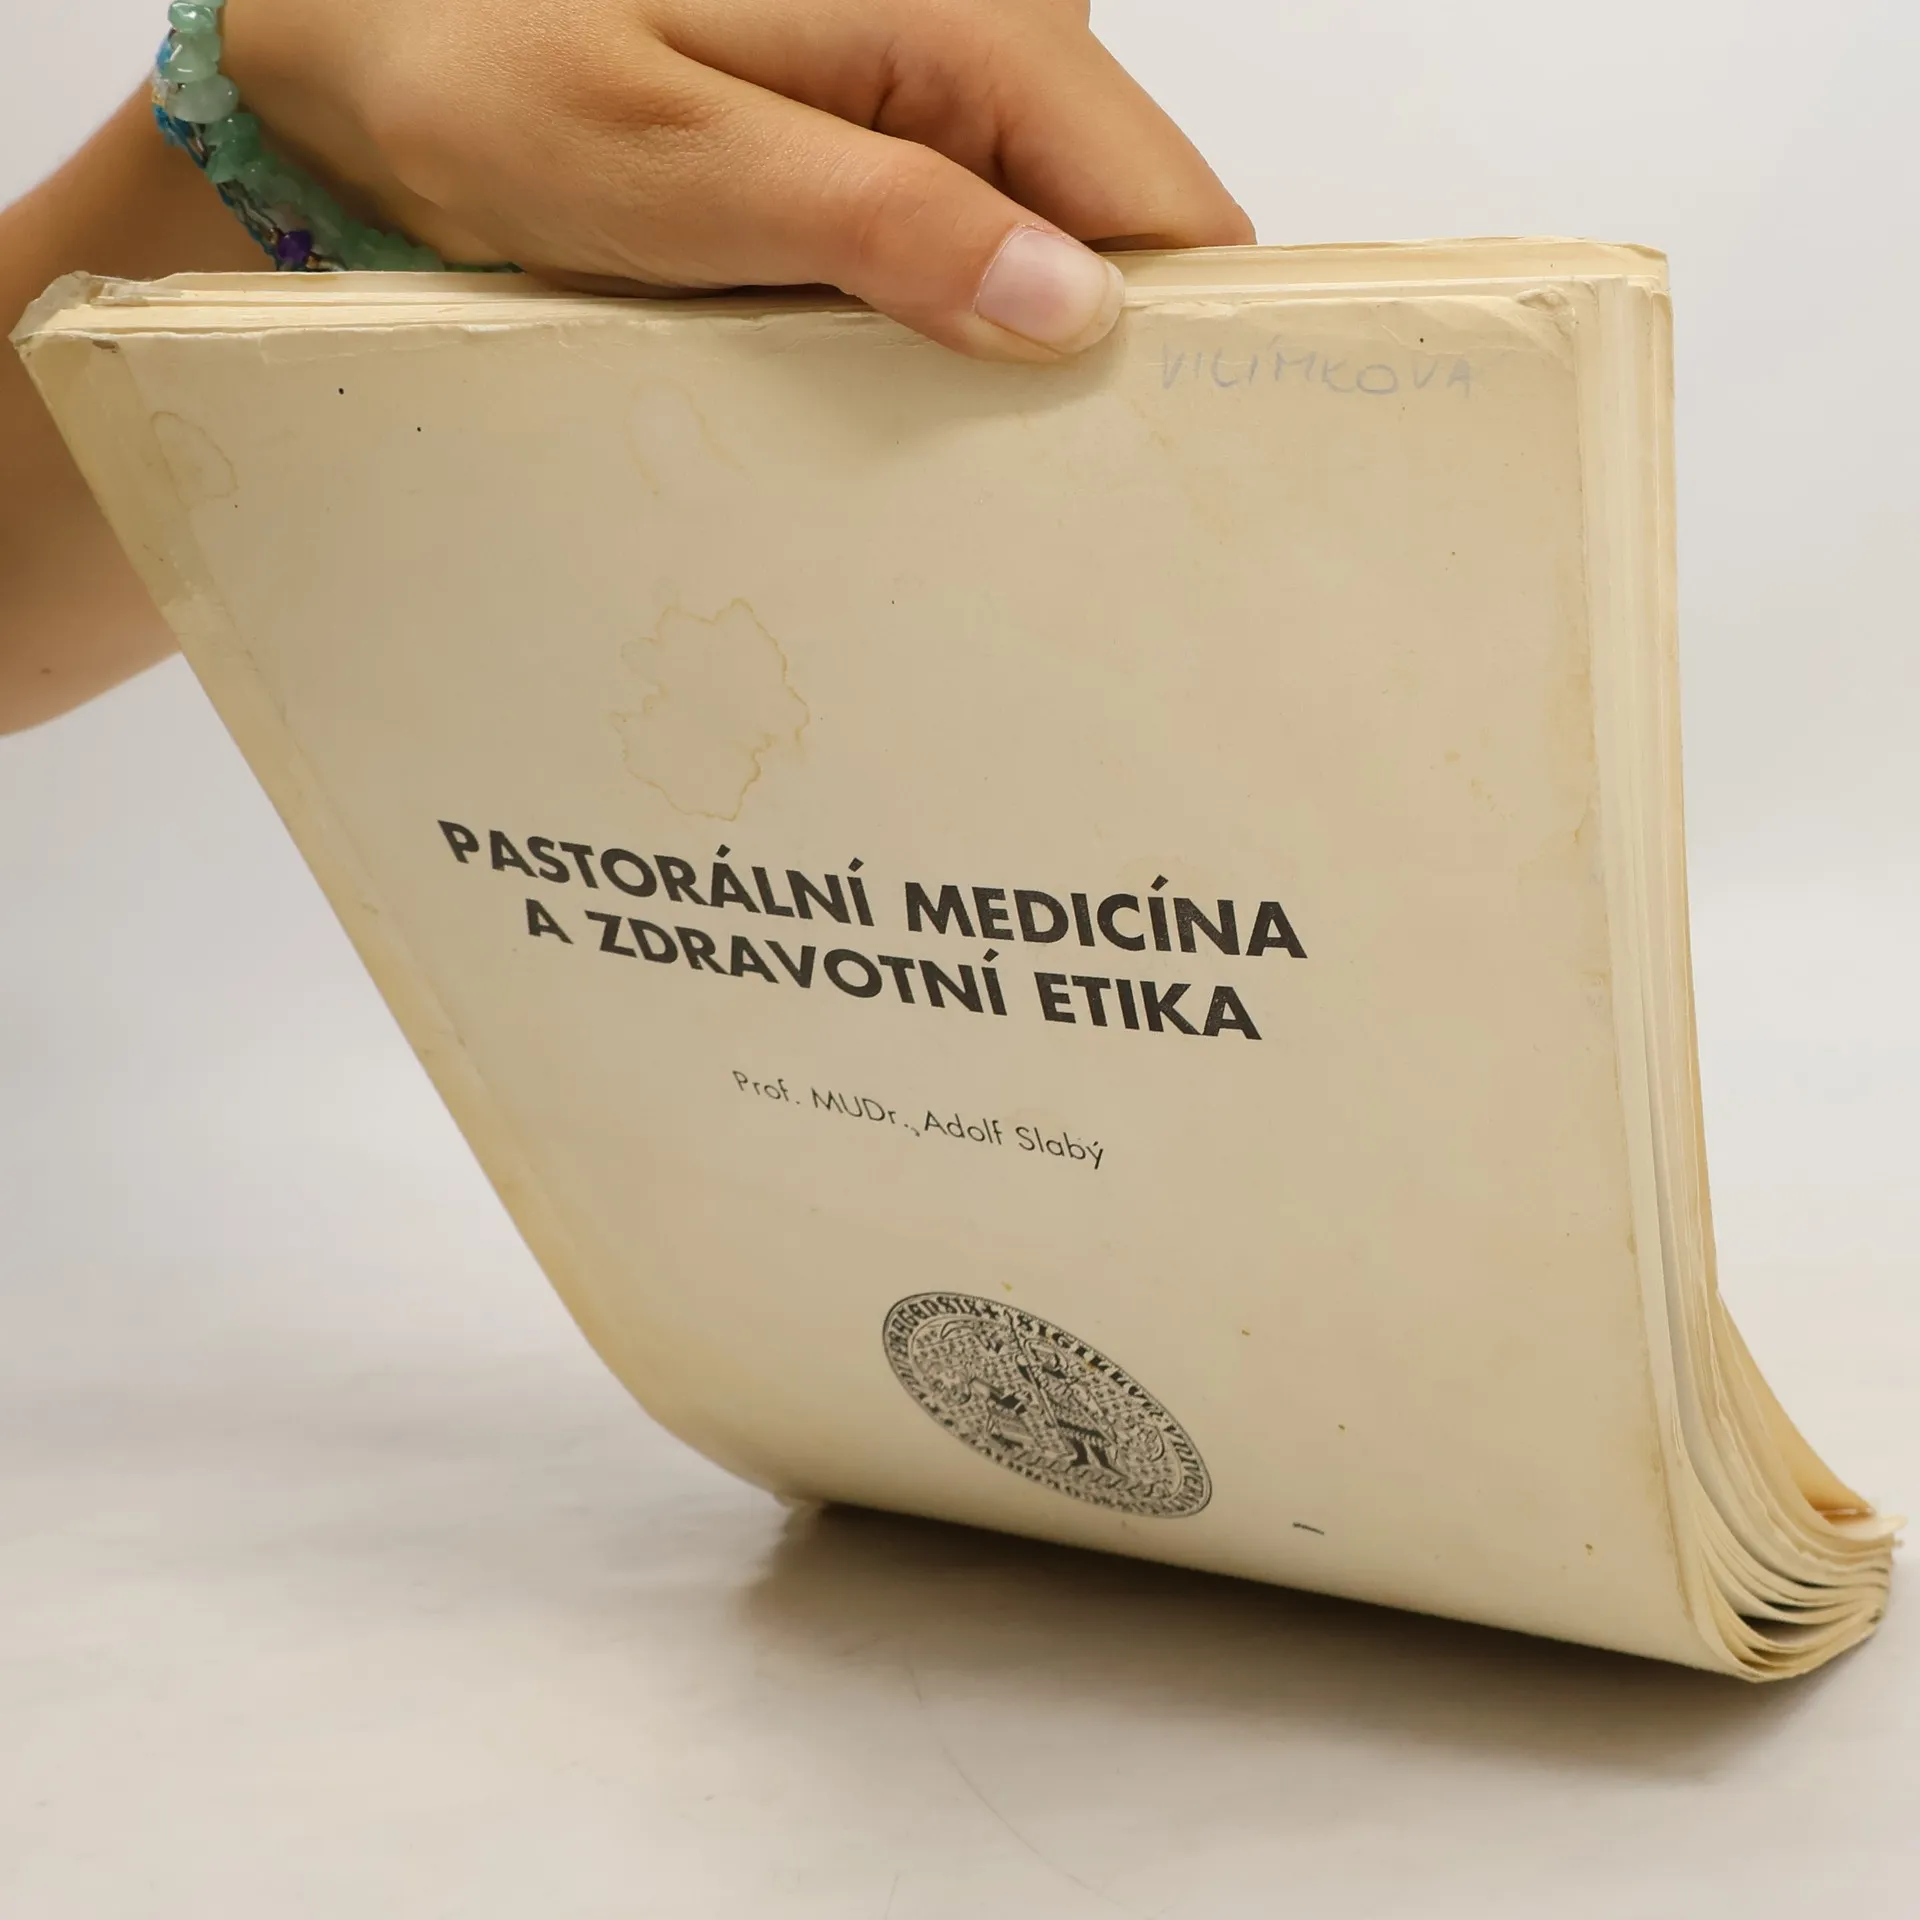 VILÍMKOVÁ
PASTORÁLNÍ MEDICÍNA
A ZDRAVOTNÍ ETIKA
Prof. MUDr., Adolf Slabý